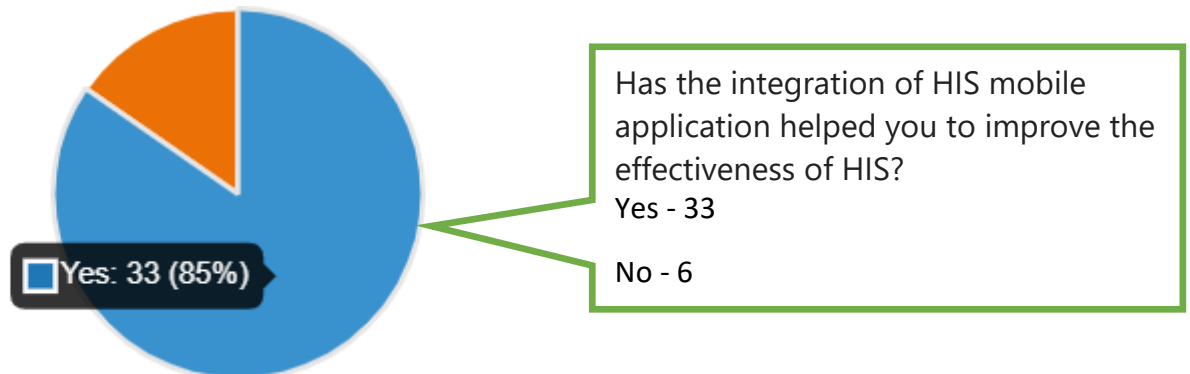 Has the integration of HIS mobile
application helped you to improve the
effectiveness of HIS?
Yes - 33
No - 6
Yes: 33 (85%)